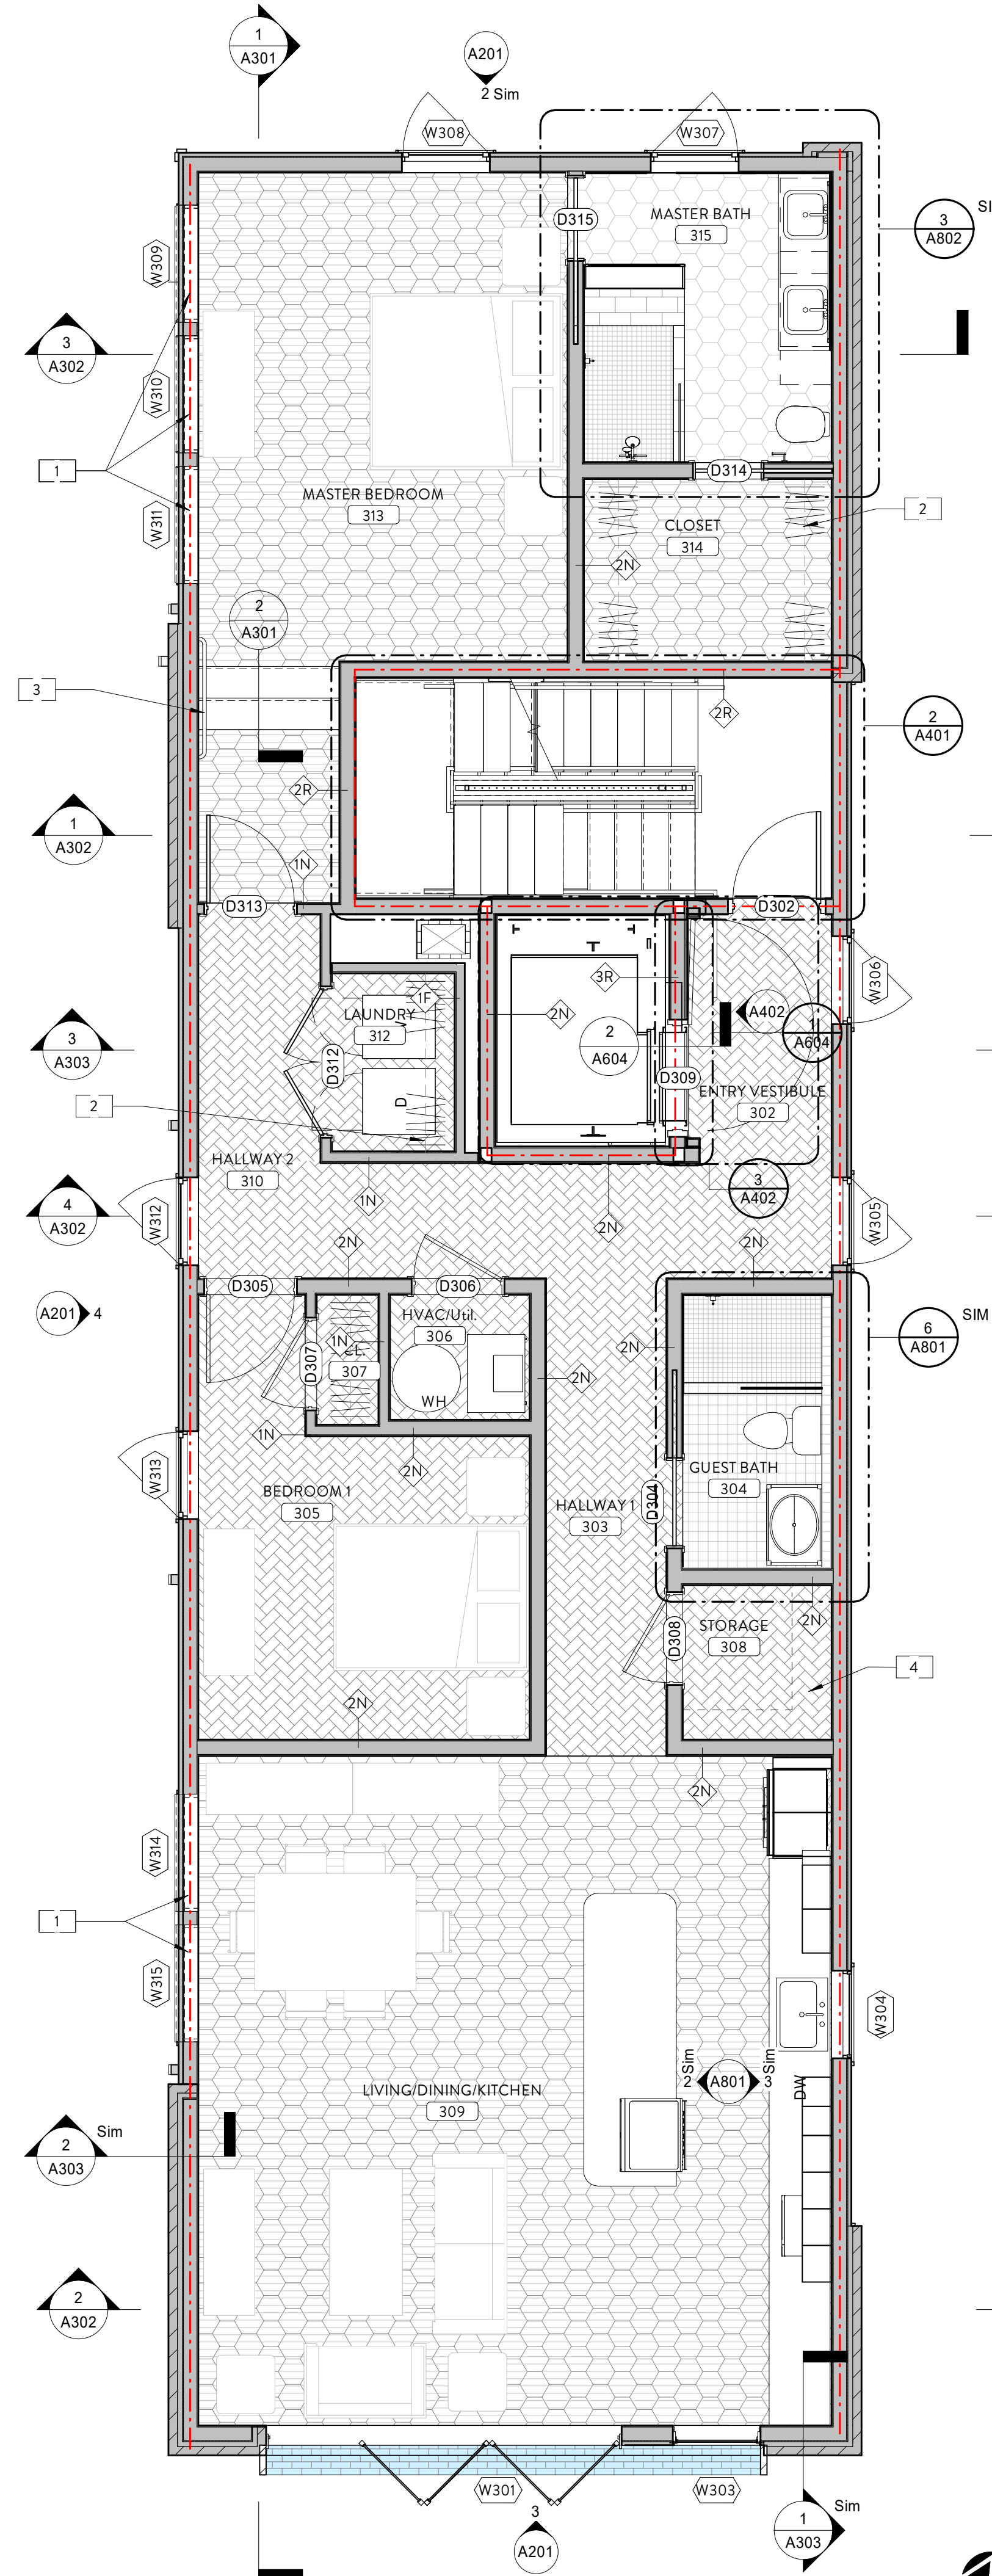 1
A301
A201
2 Sim
W308
W307
D315
MASTER BATH
315
3
A802
SI
W309
3
A302
W310
1
D314
MASTER BEDROOM
313
W311
CLOSET
314
2
2N
2
A301
3
2R
2
A401
2R
1
A302
1N
D313
D302
W306
3R
1F
LAUNDRY
312
2N
A402
1
A604
2
A604
3
A303
D312
D309
ENTRY VESTIBULE
302
D
2
HALLWAY 2
310
1N
3
A402
4
A302
W312
W305
2N
2N
2N
D305
D306
A201
4
HVAC/Util.
306
1N
CL.
307
D307
2N
2N
6
A801
SIM
WH
1N
2N
W313
GUEST BATH
304
BEDROOM 1
305
D304
HALLWAY 1
303
STORAGE
308
D308
2N
4
2N
2N
W314
1
W315
W304
Sim
2
A801
3
Sim
DW
LIVING/DINING/KITCHEN
309
2
A303
Sim
2
A302
W301
W303
3
A201
1
A303
Sim